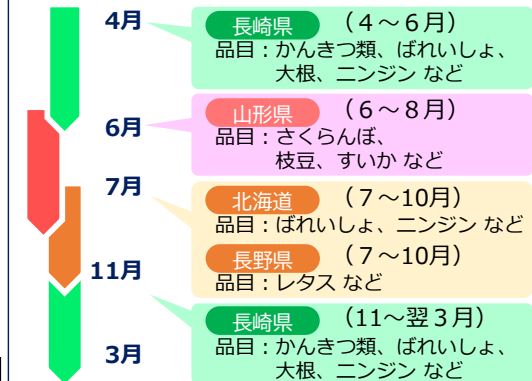 4月
長崎県 （４～６月）
品目：かんきつ類、ばれいしょ、
大根、ニンジン など
6月
山形県 （６～８月）
品目：さくらんぼ、
枝豆、すいか など
7月
北海道 （７～10月）
品目：ばれいしょ、ニンジン など
長野県 （７～10月）
品目：レタス など
11月
長崎県 （11～翌３月）
品目：かんきつ類、ばれいしょ、
大根、ニンジン など
3月